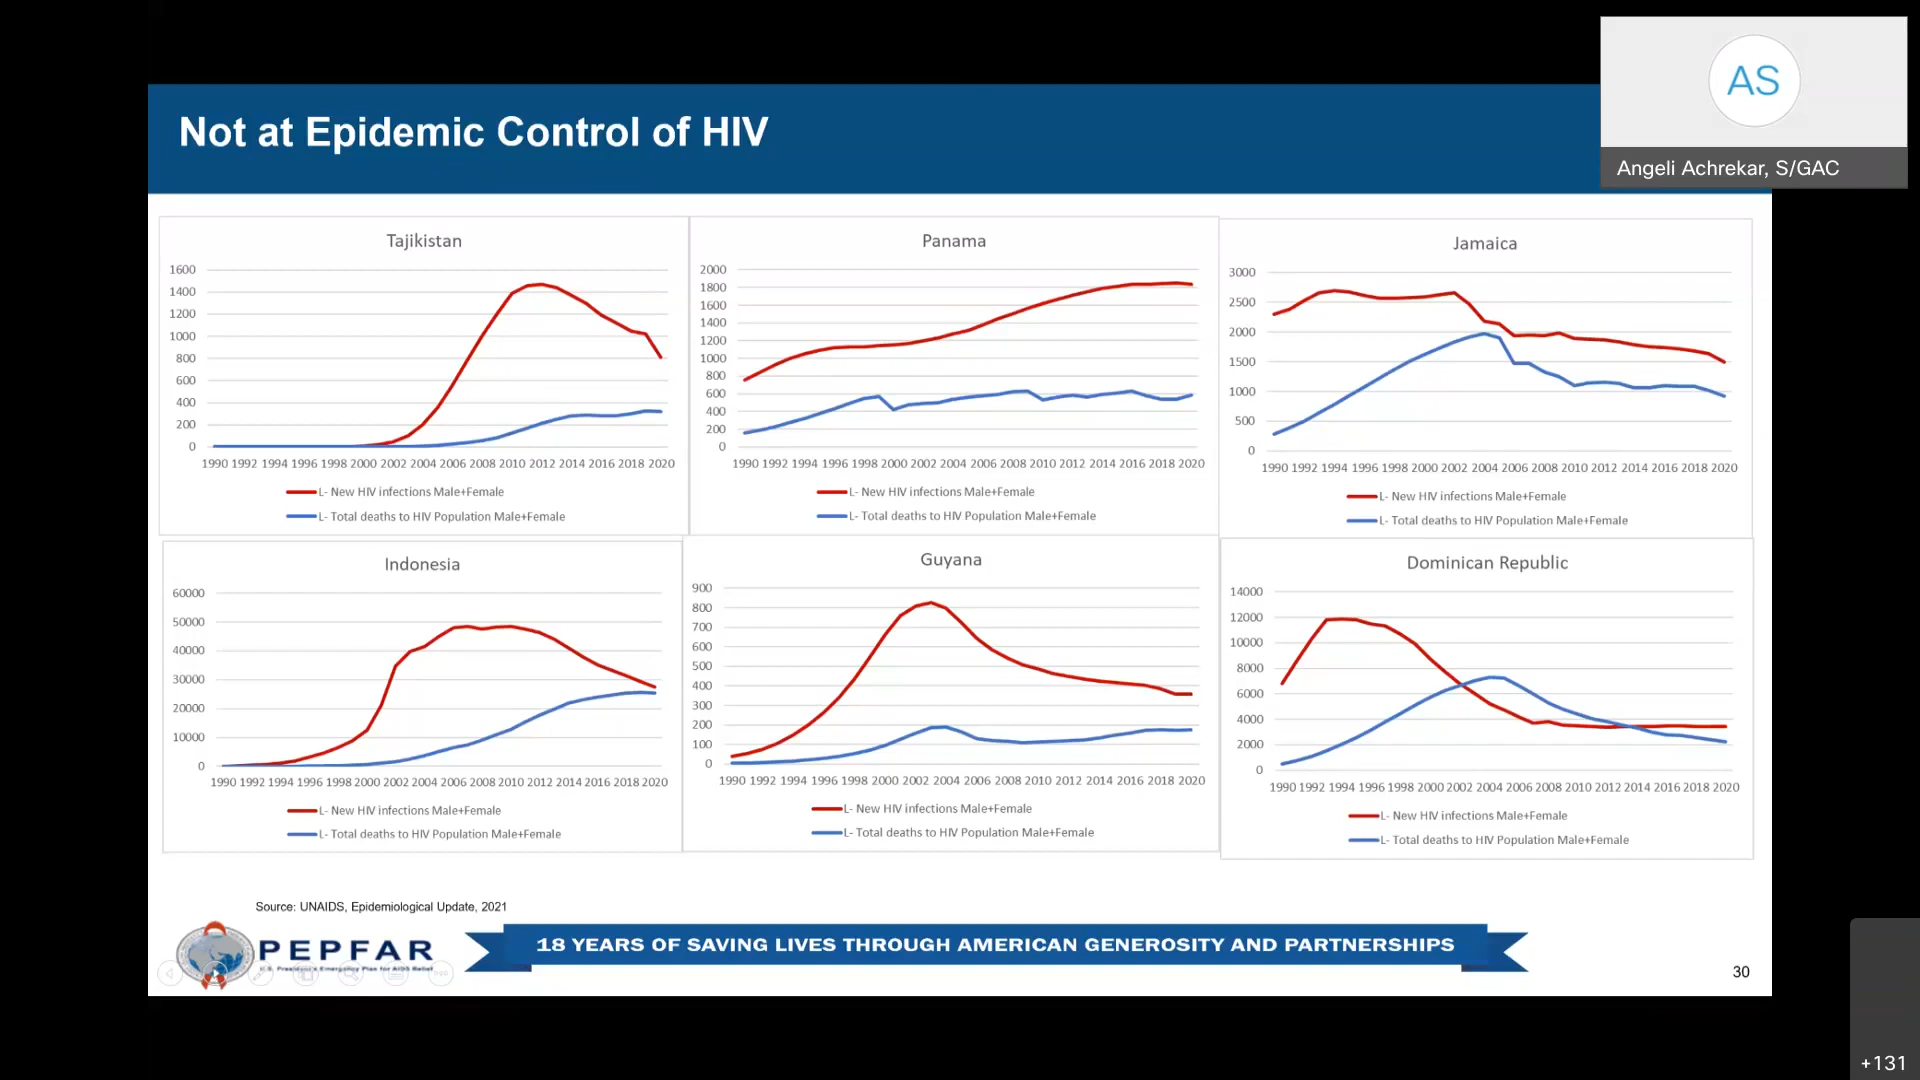 AS
Angeli Achrekar, S/GAC
Not at Epidemic Control of HIV
Tajikistan
1600
1400
1200
1000
800
600
400
200
0
1990 1992 1994 1996 1998 2000 2002 2004 2006 2008 2010 2012 2014 2016 2018 2020
L- New HIV infections Male+Female
L- Total deaths to HIV Population Male+Female
Panama
2000
1800
1600
1400
1200
1000
800
600
400
200
0
1990 1992 1994 1996 1998 2000 2002 2004 2006 2008 2010 2012 2014 2016 2018 2020
L- New HIV infections Male+Female
L- Total deaths to HIV Population Male+Female
Jamaica
3000
2500
2000
1500
1000
500
0
1990 1992 1994 1996 1998 2000 2002 2004 2006 2008 2010 2012 2014 2016 2018 2020
L- New HIV infections Male+Female
L- Total deaths to HIV Population Male+Female
Indonesia
60000
50000
40000
30000
20000
10000
0
1990 1992 1994 1996 1998 2000 2002 2004 2006 2008 2010 2012 2014 2016 2018 2020
L- New HIV infections Male+Female
L- Total deaths to HIV Population Male+Female
Guyana
900
800
700
600
500
400
300
200
100
0
1990 1992 1994 1996 1998 2000 2002 2004 2006 2008 2010 2012 2014 2016 2018 2020
L- New HIV infections Male+Female
L- Total deaths to HIV Population Male+Female
Dominican Republic
14000
12000
10000
8000
6000
4000
2000
0
1990 1992 1994 1996 1998 2000 2002 2004 2006 2008 2010 2012 2014 2016 2018 2020
L- New HIV infections Male+Female
L- Total deaths to HIV Population Male+Female
Source: UNAIDS, Epidemiological Update, 2021
PEPFAR
U.S. President's Emergency Plan for AIDS Relief
18 YEARS OF SAVING LIVES THROUGH AMERICAN GENEROSITY AND PARTNERSHIPS
30
+131